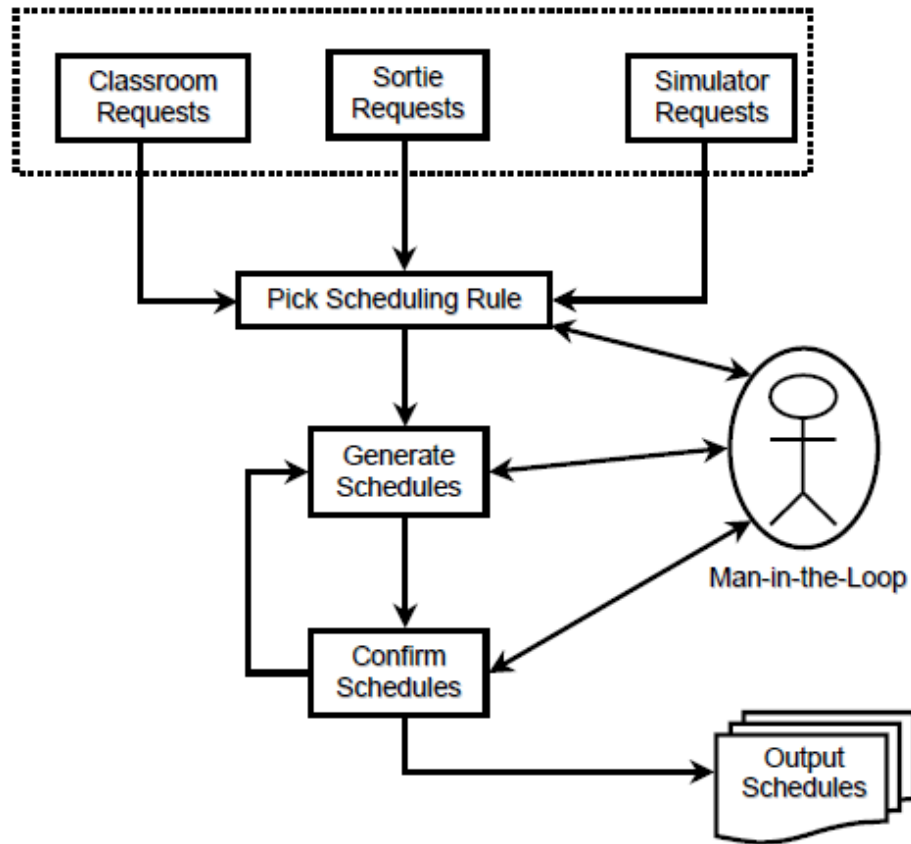 Classroom
Requests
Sortie
Requests
Simulator
Requests
Pick Scheduling Rule
Generate
Schedules
Man-in-the-Loop
Confirm
Schedules
Output
Schedules